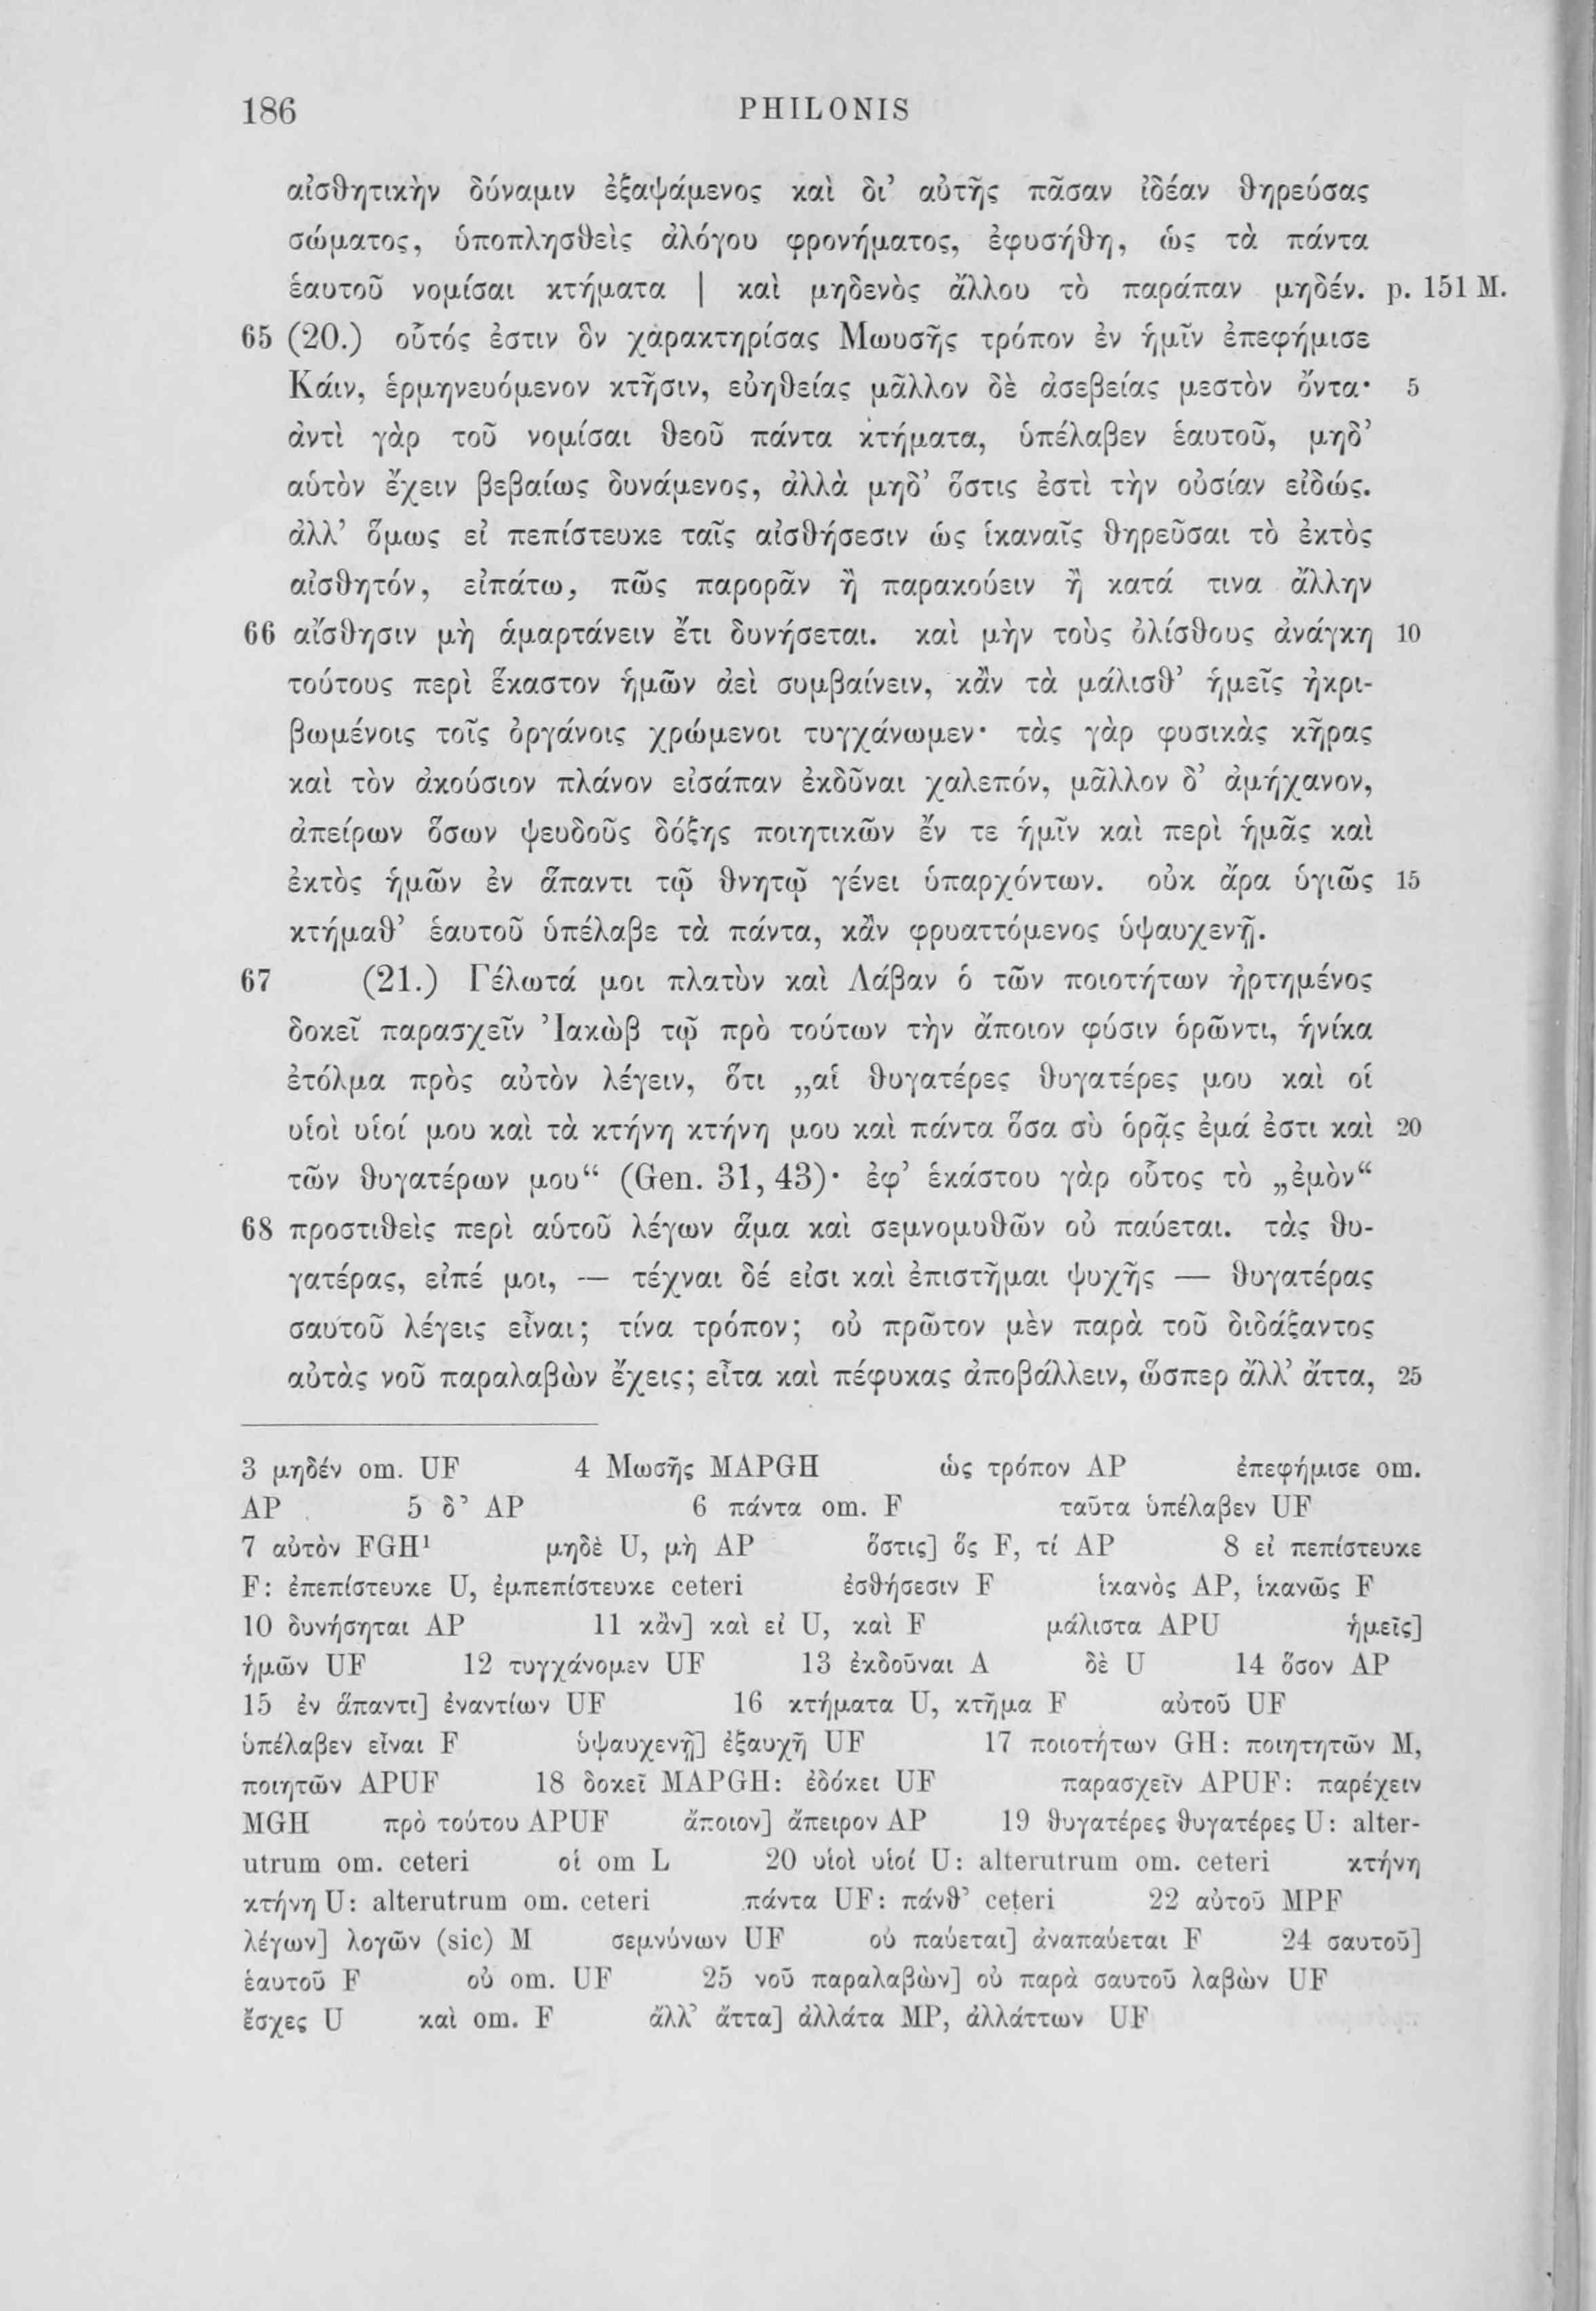 186 PHILONIS
αἰσθητικὴν δύναμιν ἐξαψάμενος καὶ δι’ αὐτῆς πᾶσαν ἰδέαν θηρεύσας
σώματος, ὑποπλησθεὶς ἀλόγου φρονήματος, ἐφυσήθη, ὡς τὰ πάντα
ἑαυτοῦ νομίσαι κτήματα | καὶ μηδενὸς ἄλλου τὸ παράπαν μηδέν. p. 151 M.
65 (20.) οὗτός ἐστιν ὃν χαρακτηρίσας Μωυσῆς τρόπον ἐν ἡμῖν ἐπεφήμισε
Κάιν, ἑρμηνευόμενον κτῆσιν, εὐηθείας μᾶλλον δὲ ἀσεβείας μεστὸν ὄντα· 5
ἀντὶ γὰρ τοῦ νομίσαι θεοῦ πάντα κτήματα, ὑπέλαβεν ἑαυτοῦ, μηδ’
αὑτὸν ἔχειν βεβαίως δυνάμενος, ἀλλὰ μηδ’ ὅστις ἐστὶ τὴν οὐσίαν εἰδώς.
ἀλλ’ ὅμως εἰ πεπίστευκε ταῖς αἰσθήσεσιν ὡς ἱκαναῖς θηρεῦσαι τὸ ἐκτὸς
αἰσθητόν, εἰπάτω, πῶς παρορᾶν ἢ παρακούειν ἢ κατά τινα ἄλλην
66 αἴσθησιν μὴ ἁμαρτάνειν ἔτι δυνήσεται. καὶ μὴν τοὺς ὀλίσθους ἀνάγκη 10
τούτους περὶ ἕκαστον ἡμῶν ἀεὶ συμβαίνειν, κἂν τὰ μάλισθ’ ἡμεῖς ἠκρι-
βωμένοις τοῖς ὀργάνοις χρώμενοι τυγχάνωμεν· τὰς γὰρ φυσικὰς κῆρας
καὶ τὸν ἀκούσιον πλάνον εἰσάπαν ἐκδῦναι χαλεπόν, μᾶλλον δ’ ἀμήχανον,
ἀπείρων ὅσων ψευδοῦς δόξης ποιητικῶν ἔν τε ἡμῖν καὶ περὶ ἡμᾶς καὶ
ἐκτὸς ἡμῶν ἐν ἅπαντι τῷ θνητῷ γένει ὑπαρχόντων. οὐκ ἄρα ὑγιῶς 15
κτήμαθ’ ἑαυτοῦ ὑπέλαβε τὰ πάντα, κἂν φρυαττόμενος ὑψαυχενῇ.
67 (21.) Γέλωτά μοι πλατὺν καὶ Λάβαν ὁ τῶν ποιοτήτων ἠρτημένος
δοκεῖ παρασχεῖν Ἰακὼβ τῷ πρὸ τούτων τὴν ἄποιον φύσιν ὁρῶντι, ἡνίκα
ἐτόλμα πρὸς αὐτὸν λέγειν, ὅτι „αἱ θυγατέρες θυγατέρες μου καὶ οἱ
υἱοὶ υἱοί μου καὶ τὰ κτήνη κτήνη μου καὶ πάντα ὅσα σὺ ὁρᾷς ἐμά ἐστι καὶ 20
τῶν θυγατέρων μου“ (Gen. 31, 43)· ἐφ’ ἑκάστου γὰρ οὗτος τὸ „ἐμὸν“
68 προστιθεὶς περὶ αὑτοῦ λέγων ἅμα καὶ σεμνομυθῶν οὐ παύεται. τὰς θυ-
γατέρας, εἰπέ μοι, — τέχναι δέ εἰσι καὶ ἐπιστῆμαι ψυχῆς — θυγατέρας
σαυτοῦ λέγεις εἶναι; τίνα τρόπον; οὐ πρῶτον μὲν παρὰ τοῦ διδάξαντος
αὐτὰς νοῦ παραλαβὼν ἔχεις; εἶτα καὶ πέφυκας ἀποβάλλειν, ὥσπερ ἄλλ’ ἄττα, 25
3 μηδέν om. UF 4 Μωσῆς MAPGH ὡς τρόπον AP ἐπεφήμισε om.
AP 5 δ’ AP 6 πάντα om. F ταῦτα ὑπέλαβεν UF
7 αὐτὸν FGH¹ μηδὲ U, μὴ AP ὅστις] ὃς F, τί AP 8 εἰ πεπίστευκε
F: ἐπεπίστευκε U, ἐμπεπίστευκε ceteri ἐσθήσεσιν F ἱκανὸς AP, ἱκανῶς F
10 δυνήσηται AP 11 κἂν] καὶ εἰ U, καὶ F μάλιστα APU ἡμεῖς]
ἡμῶν UF 12 τυγχάνομεν UF 13 ἐκδοῦναι A δὲ U 14 ὅσον AP
15 ἐν ἅπαντι] ἐναντίων UF 16 κτήματα U, κτῆμα F αὐτοῦ UF
ὑπέλαβεν εἶναι F ὑψαυχενῇ] ἐξαυχῇ UF 17 ποιοτήτων GH: ποιητητῶν M,
ποιητῶν APUF 18 δοκεῖ MAPGH: ἐδόκει UF παρασχεῖν APUF: παρέχειν
MGH πρὸ τούτου APUF ἄποιον] ἄπειρον AP 19 θυγατέρες θυγατέρες U: alter-
utrum om. ceteri οἱ om L 20 υἱοὶ υἱοί U: alterutrum om. ceteri κτήνη
κτήνη U: alterutrum om. ceteri πάντα UF: πάνθ’ ceteri 22 αὐτοῦ MPF
λέγων] λογῶν (sic) M σεμνύνων UF οὐ παύεται] ἀναπαύεται F 24 σαυτοῦ]
ἑαυτοῦ F οὐ om. UF 25 νοῦ παραλαβὼν] οὐ παρὰ σαυτοῦ λαβὼν UF
ἔσχες U καὶ om. F ἄλλ’ ἄττα] ἀλλάτα MP, ἀλλάττων UF